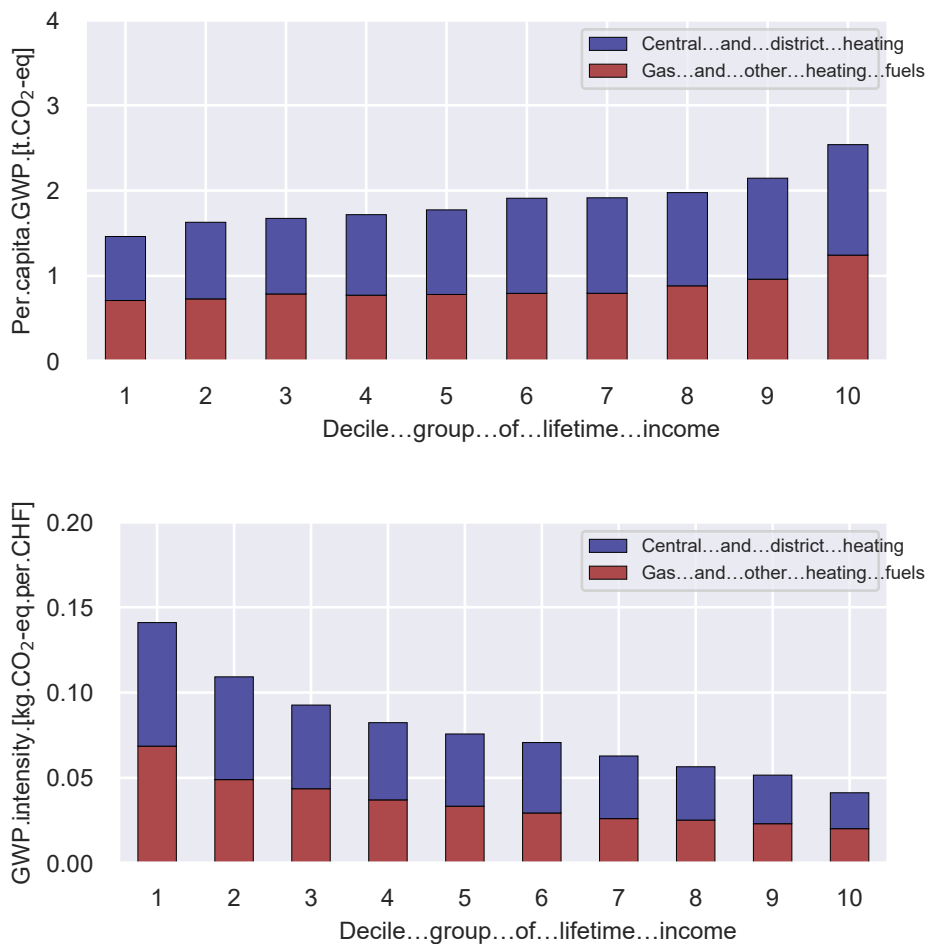 4
Central…and…district…heating
Gas…and…other…heating…fuels
3
2
1
0
Per.capita.GWP.[t.CO₂-eq]
1 2 3 4 5 6 7 8 9 10
Decile…group…of…lifetime…income
0.20
Central…and…district…heating
Gas…and…other…heating…fuels
0.15
0.10
0.05
0.00
GWP.intensity.[kg.CO₂-eq.per.CHF]
1 2 3 4 5 6 7 8 9 10
Decile…group…of…lifetime…income